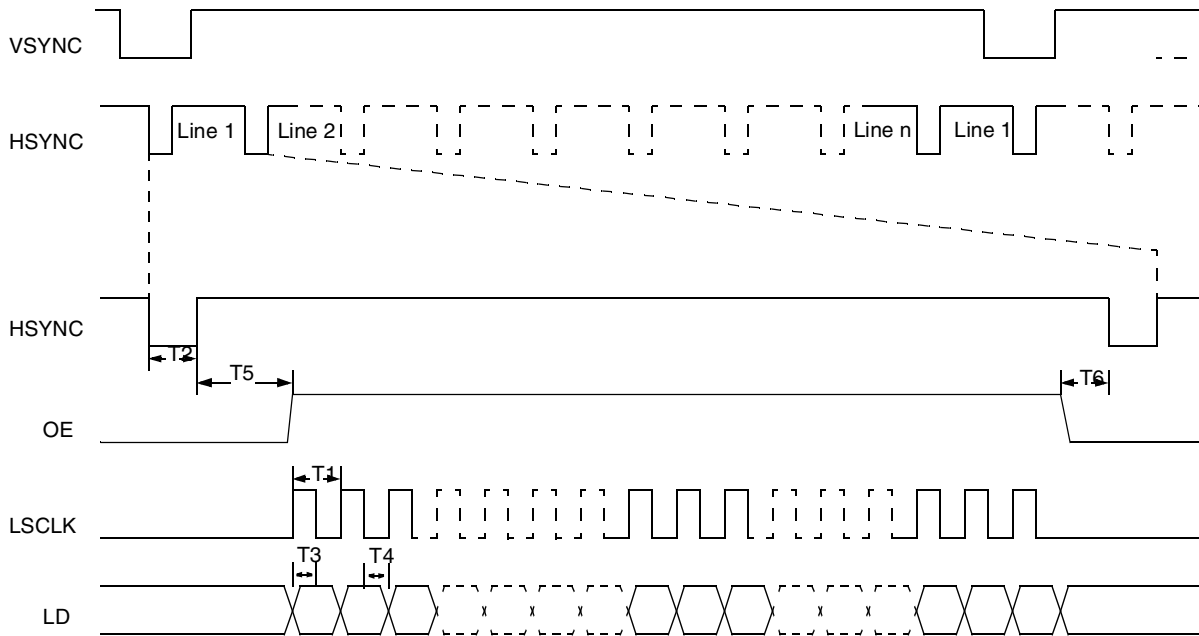 VSYNC
HSYNC
Line 1
Line 2
Line n
Line 1
HSYNC
T2
T5
T6
OE
T1
LSCLK
T3
T4
LD